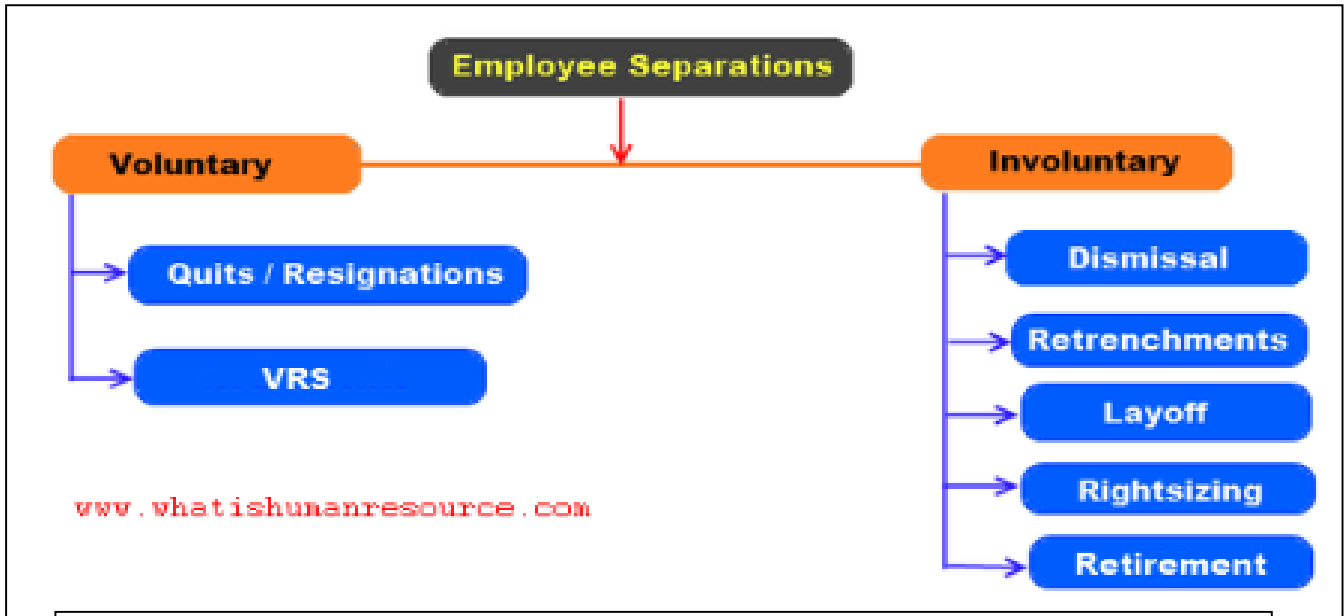 Employee Separations
Voluntary
Involuntary
Quits / Resignations
VRS
Dismissal
Retrenchments
Layoff
Rightsizing
Retirement
www.whatishumanresource.com